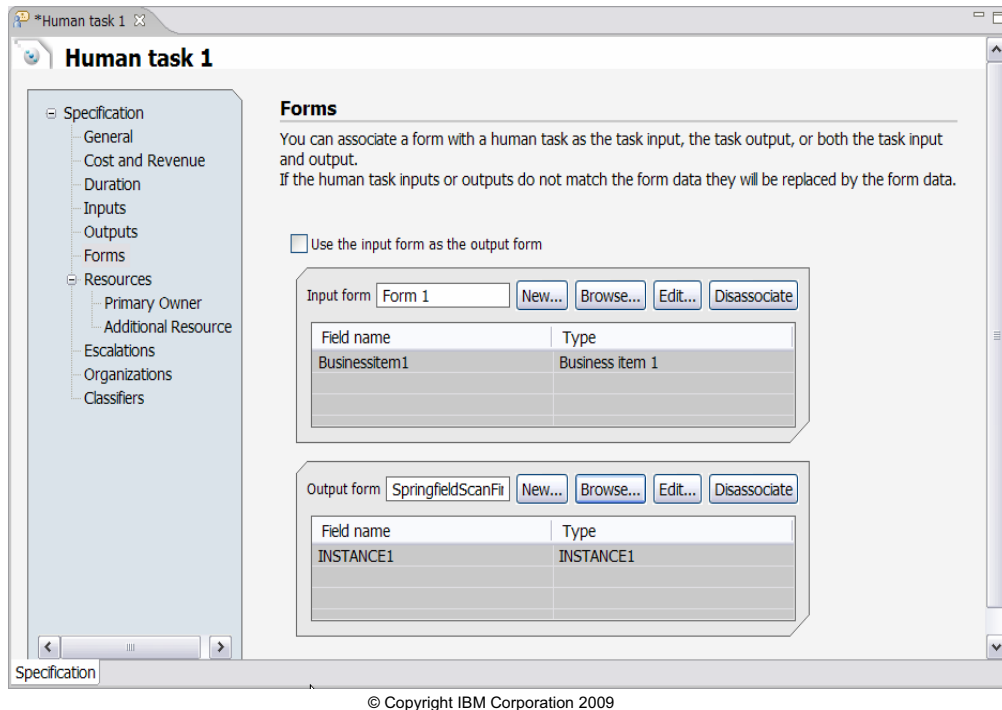 *Human task 1
Human task 1
Specification
General
Cost and Revenue
Duration
Inputs
Outputs
Forms
Resources
Primary Owner
Additional Resource
Escalations
Organizations
Classifiers
Forms
You can associate a form with a human task as the task input, the task output, or both the task input
and output.
If the human task inputs or outputs do not match the form data they will be replaced by the form data.
Use the input form as the output form
Input form Form 1 New... Browse... Edit... Disassociate
Field name Type
Businessitem1 Business item 1
Output form SpringfieldScanFir New... Browse... Edit... Disassociate
Field name Type
INSTANCE1 INSTANCE1
Specification
© Copyright IBM Corporation 2009